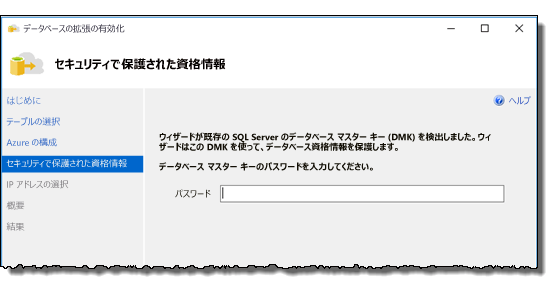 データベースの拡張の有効化
セキュリティで保護された資格情報
はじめに
テーブルの選択
Azure の構成
セキュリティで保護された資格情報
IP アドレスの選択
概要
結果
ヘルプ
ウィザードが既存の SQL Server のデータベース マスター キー (DMK) を検出しました。ウィ
ザードはこの DMK を使って、データベース資格情報を保護します。
データベース マスター キーのパスワードを入力してください。
パスワード